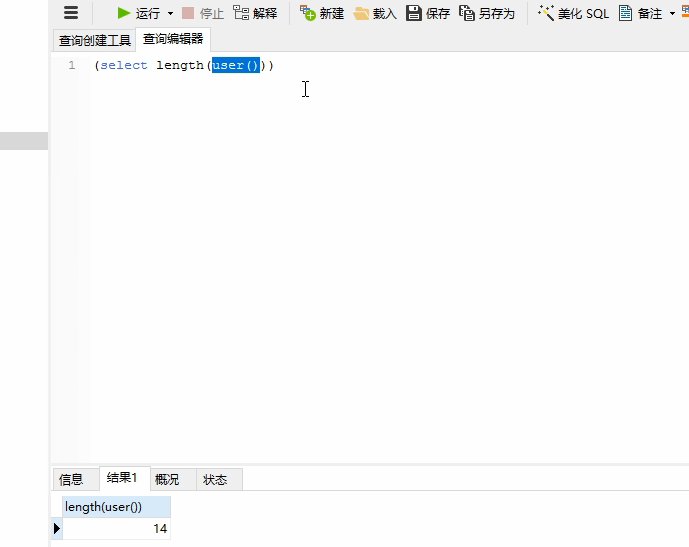 运行 停止 解释 新建 载入 保存 另存为 美化 SQL 备注
查询创建工具 查询编辑器
1 (select length(user()))
信息 结果1 概况 状态
length(user())
14